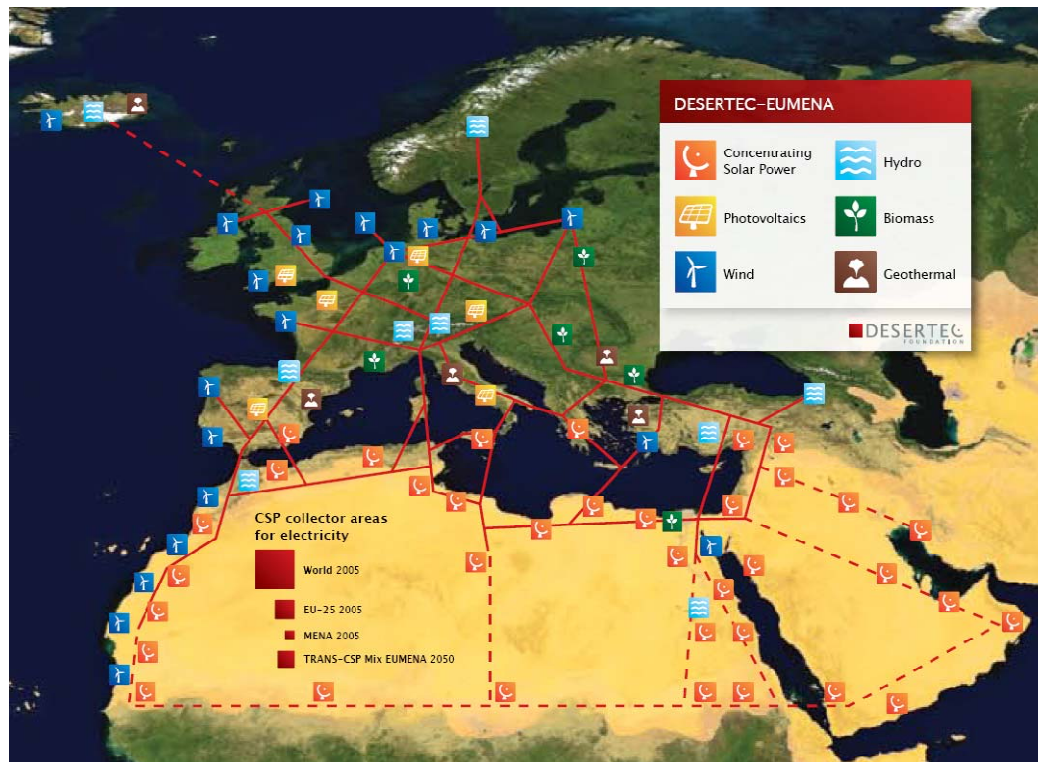 DESERTEC–EUMENA
Concentrating
Solar Power
Hydro
Photovoltaics
Biomass
Wind
Geothermal
DESERTEC
FOUNDATION
CSP collector areas
for electricity
World 2005
EU-25 2005
MENA 2005
TRANS-CSP Mix EUMENA 2050